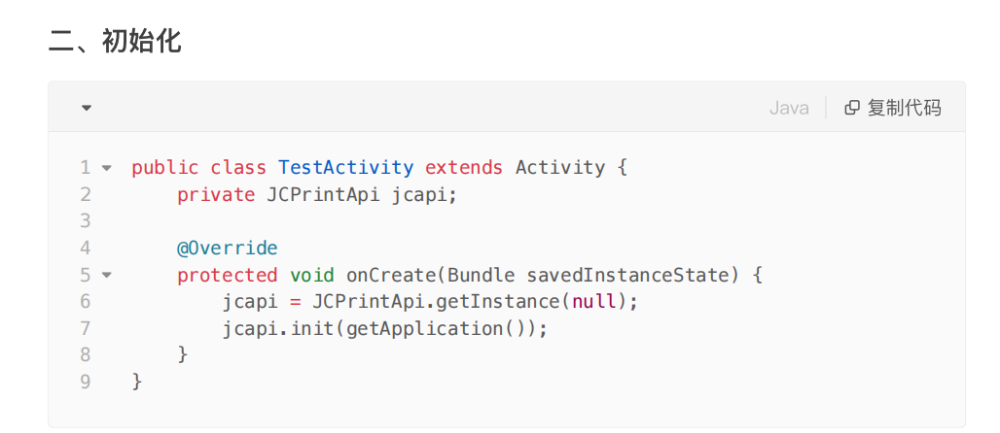 二、初始化
Java 复制代码
1 public class TestActivity extends Activity {
2     private JCPrintApi jcapi;
3
4     @Override
5     protected void onCreate(Bundle savedInstanceState) {
6         jcapi = JCPrintApi.getInstance(null);
7         jcapi.init(getApplication());
8     }
9 }